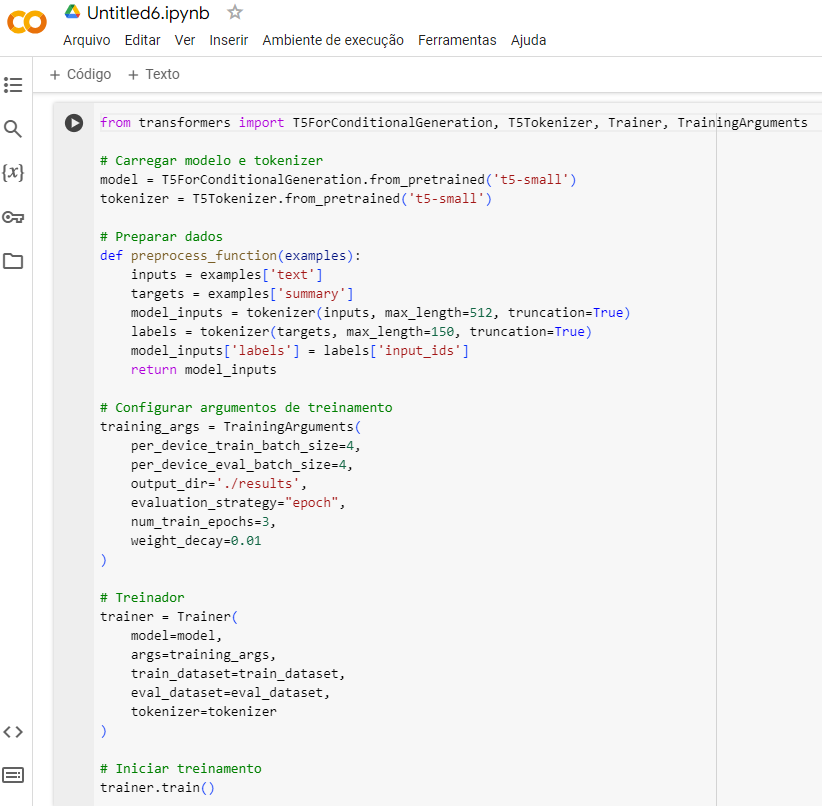 Untitled6.ipynb
Arquivo Editar Ver Inserir Ambiente de execução Ferramentas Ajuda
+ Código + Texto
from transformers import T5ForConditionalGeneration, T5Tokenizer, Trainer, TrainingArguments
# Carregar modelo e tokenizer
model = T5ForConditionalGeneration.from_pretrained('t5-small')
tokenizer = T5Tokenizer.from_pretrained('t5-small')
# Preparar dados
def preprocess_function(examples):
    inputs = examples['text']
    targets = examples['summary']
    model_inputs = tokenizer(inputs, max_length=512, truncation=True)
    labels = tokenizer(targets, max_length=150, truncation=True)
    model_inputs['labels'] = labels['input_ids']
    return model_inputs
# Configurar argumentos de treinamento
training_args = TrainingArguments(
    per_device_train_batch_size=4,
    per_device_eval_batch_size=4,
    output_dir='./results',
    evaluation_strategy="epoch",
    num_train_epochs=3,
    weight_decay=0.01
)
# Treinador
trainer = Trainer(
    model=model,
    args=training_args,
    train_dataset=train_dataset,
    eval_dataset=eval_dataset,
    tokenizer=tokenizer
)
# Iniciar treinamento
trainer.train()